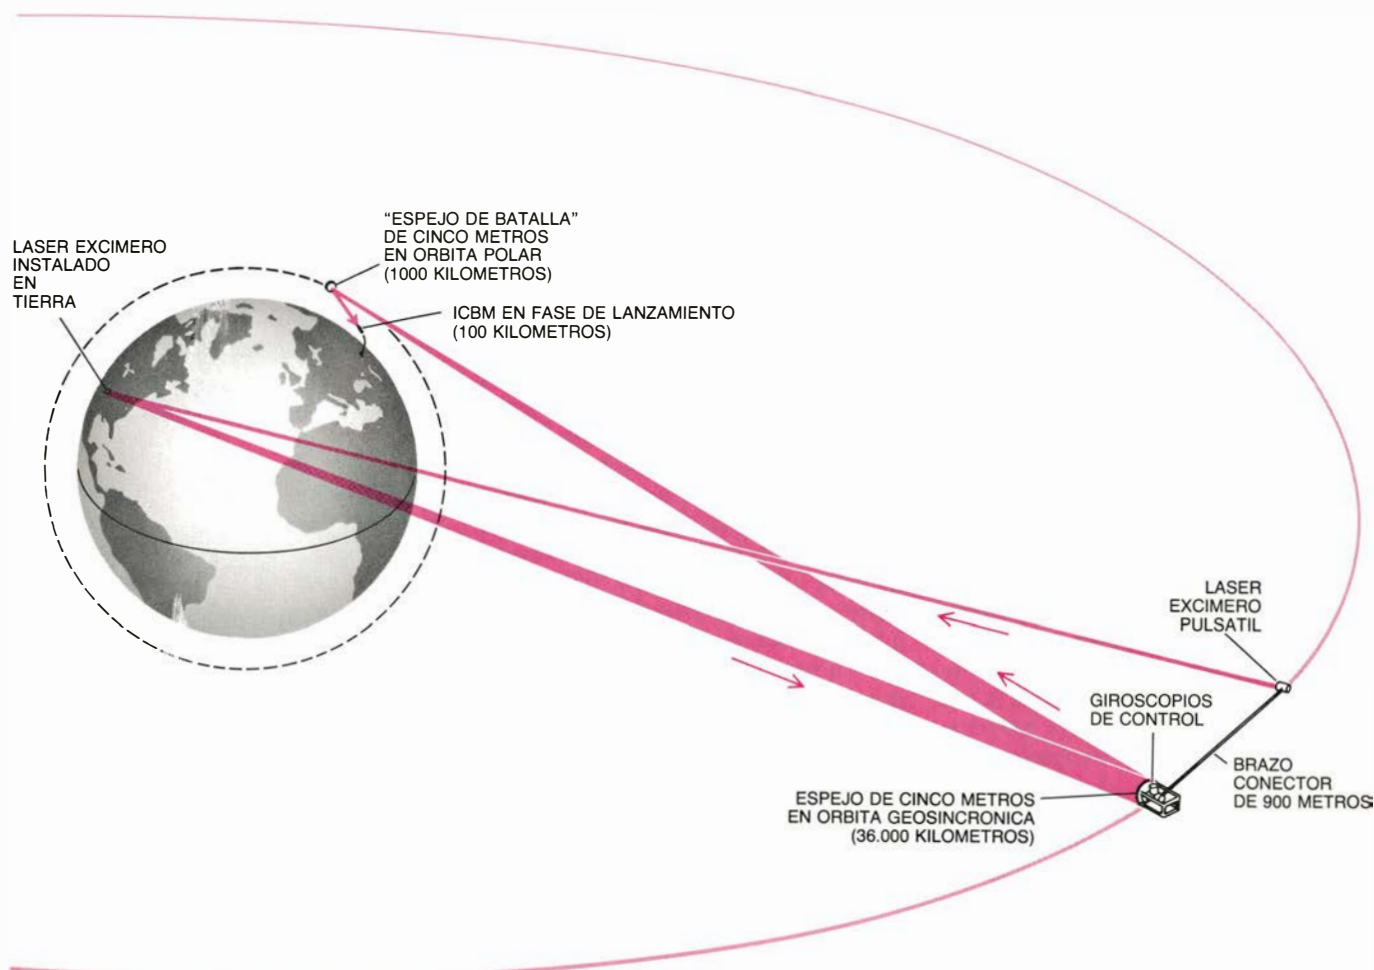 "ESPEJO DE BATALLA"
DE CINCO METROS
EN ORBITA POLAR
(1000 KILOMETROS)
LASER EXCIMERO
INSTALADO
EN
TIERRA
ICBM EN FASE DE LANZAMIENTO
(100 KILOMETROS)
LASER
EXCIMERO
PULSATIL
GIROSCOPIOS
DE CONTROL
BRAZO
CONECTOR
DE 900 METROS
ESPEJO DE CINCO METROS
EN ORBITA GEOSINCRONICA
(36.000 KILOMETROS)